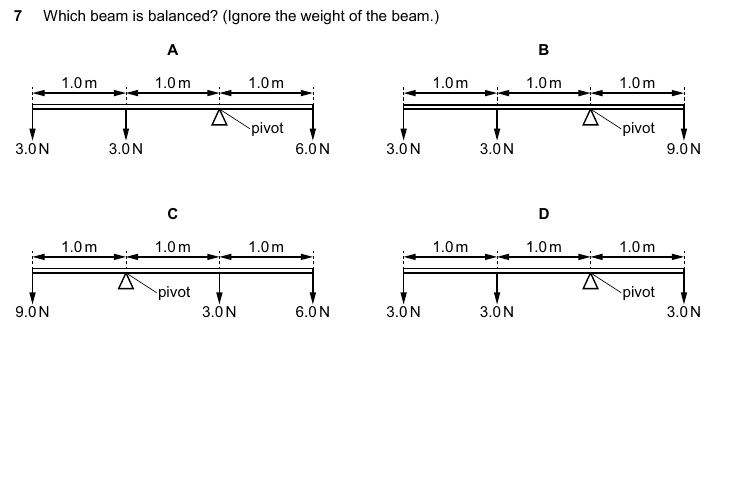 7 Which beam is balanced? (Ignore the weight of the beam.)
A
1.0 m 1.0 m 1.0 m
pivot
3.0 N 3.0 N 6.0 N
B
1.0 m 1.0 m 1.0 m
pivot
3.0 N 3.0 N 9.0 N
C
1.0 m 1.0 m 1.0 m
pivot
9.0 N 3.0 N 6.0 N
D
1.0 m 1.0 m 1.0 m
pivot
3.0 N 3.0 N 3.0 N